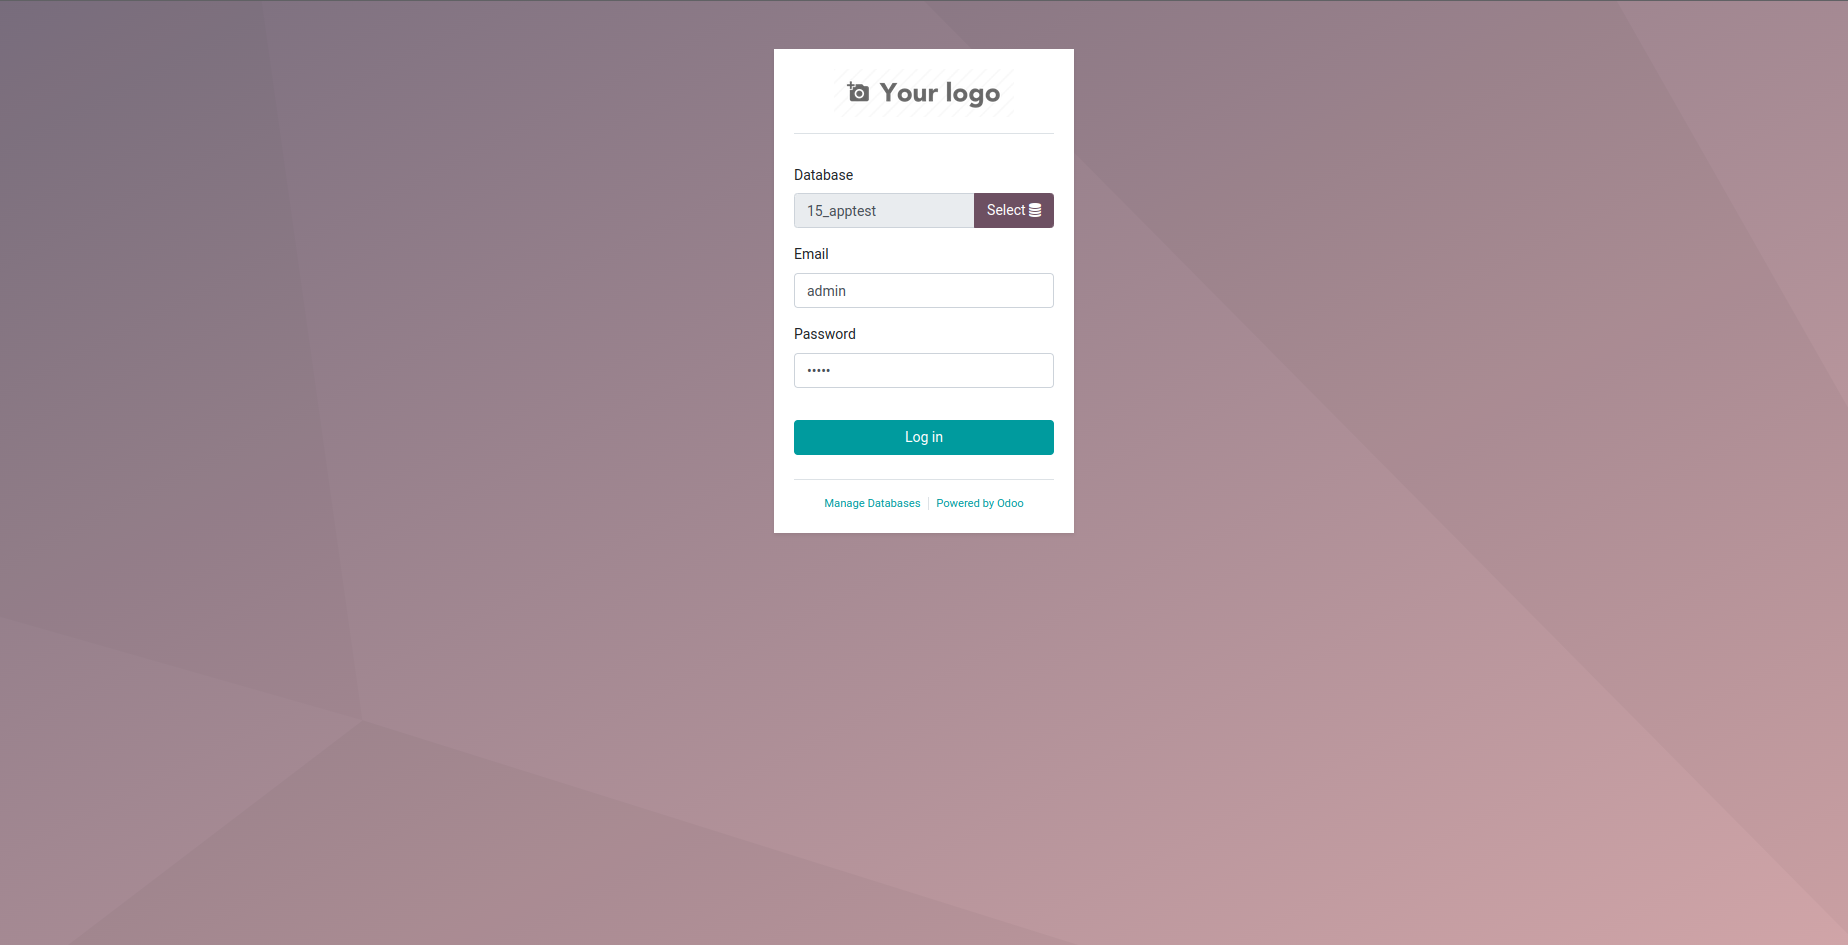 Your logo
Database
15_apptest
Select
Email
admin
Password
•••••
Log in
Manage Databases
Powered by Odoo